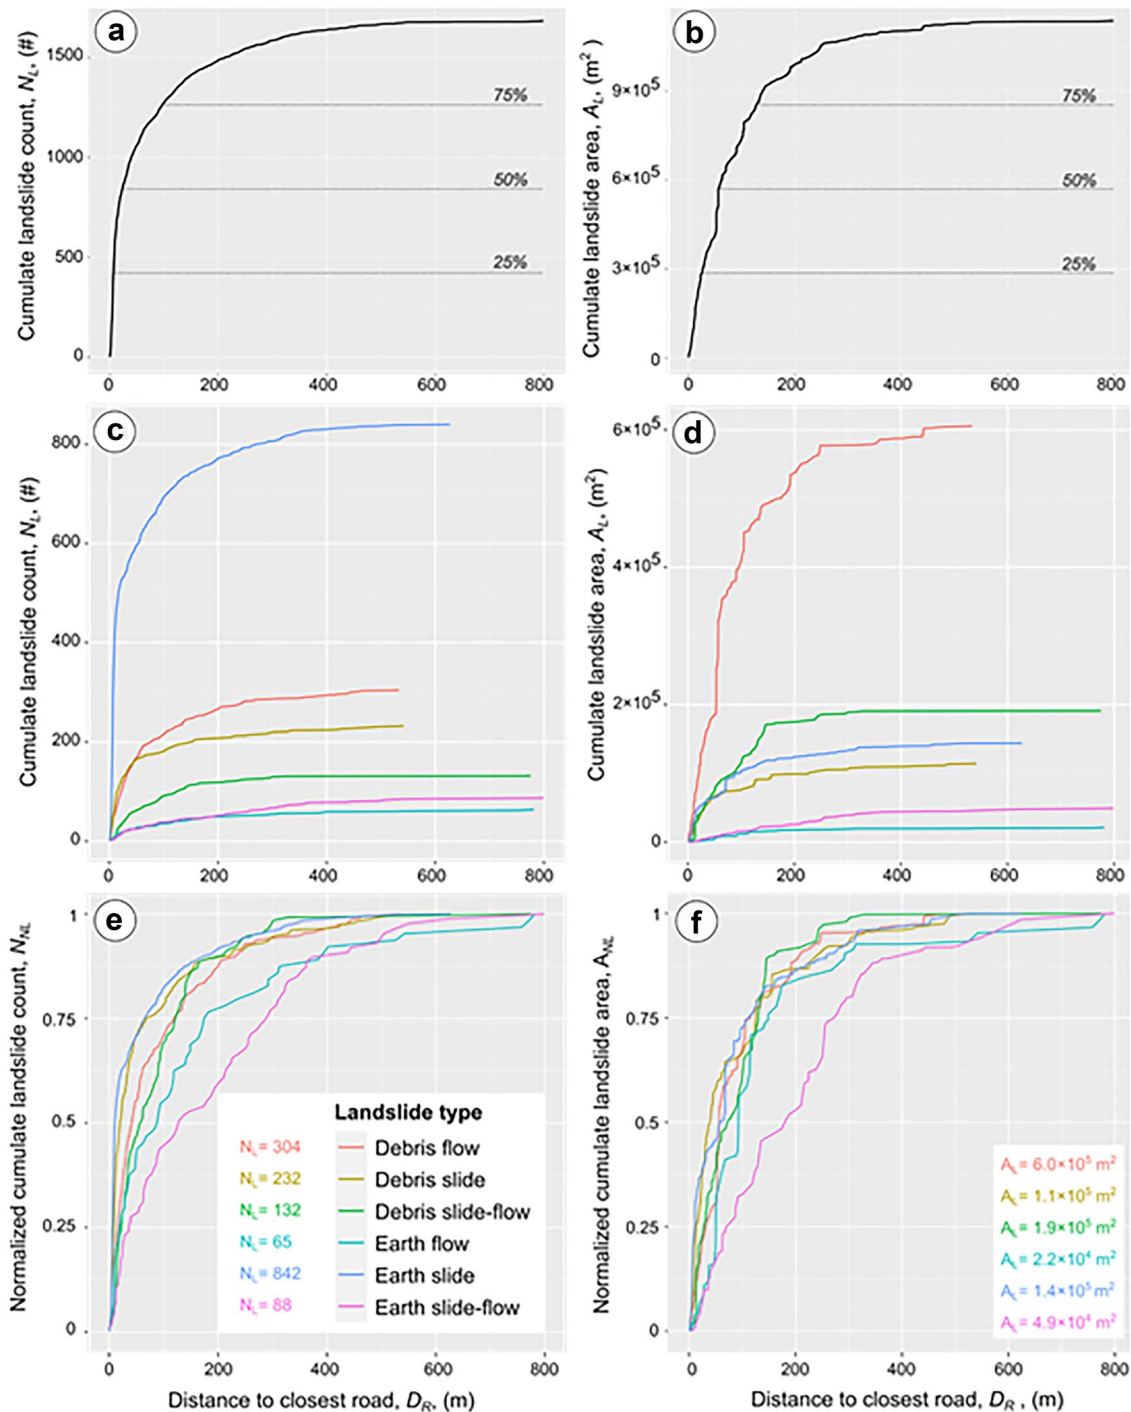 a
Cumulate landslide count, N_L, (#)
1500
1000
500
0
75%
50%
25%
0 200 400 600 800
b
Cumulate landslide area, A_L, (m²)
9×10⁵
6×10⁵
3×10⁵
0
75%
50%
25%
0 200 400 600 800
c
Cumulate landslide count, N_L, (#)
800
600
400
200
0
0 200 400 600 800
d
Cumulate landslide area, A_L, (m²)
6×10⁵
4×10⁵
2×10⁵
0
0 200 400 600 800
e
Normalized cumulate landslide count, N_NL
1
0.75
0.5
0.25
0
Landslide type
N_L= 304 Debris flow
N_L= 232 Debris slide
N_L= 132 Debris slide-flow
N_L= 65 Earth flow
N_L= 842 Earth slide
N_L= 88 Earth slide-flow
0 200 400 600 800
Distance to closest road, D_R, (m)
f
Normalized cumulate landslide area, A_NL
1
0.75
0.5
0.25
0
A_L= 6.0×10⁵ m²
A_L= 1.1×10⁵ m²
A_L= 1.9×10⁵ m²
A_L= 2.2×10⁴ m²
A_L= 1.4×10⁵ m²
A_L= 4.9×10⁴ m²
0 200 400 600 800
Distance to closest road, D_R , (m)